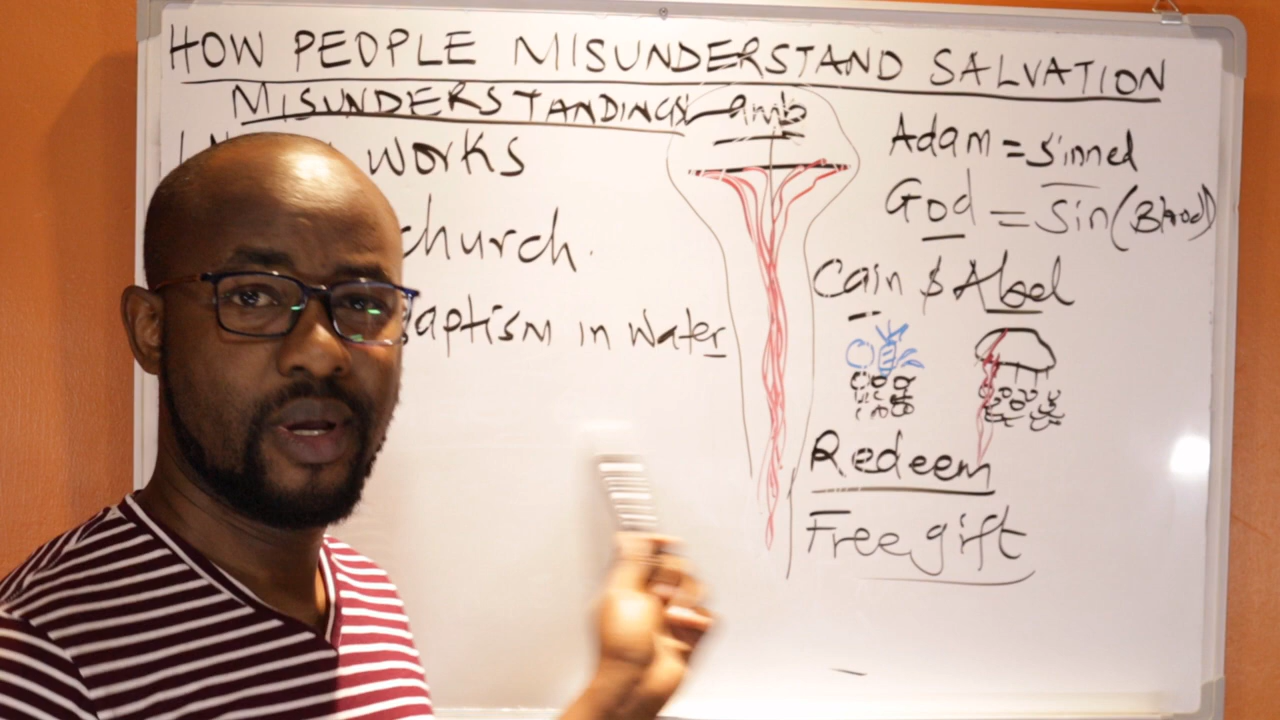 HOW PEOPLE MISUNDERSTAND SALVATION
MISUNDERSTANDINGS
works
church.
Baptism in water
amb
Adam = sinned
God = Sin (Blood)
Cain $ Abel
Redeem
Free gift